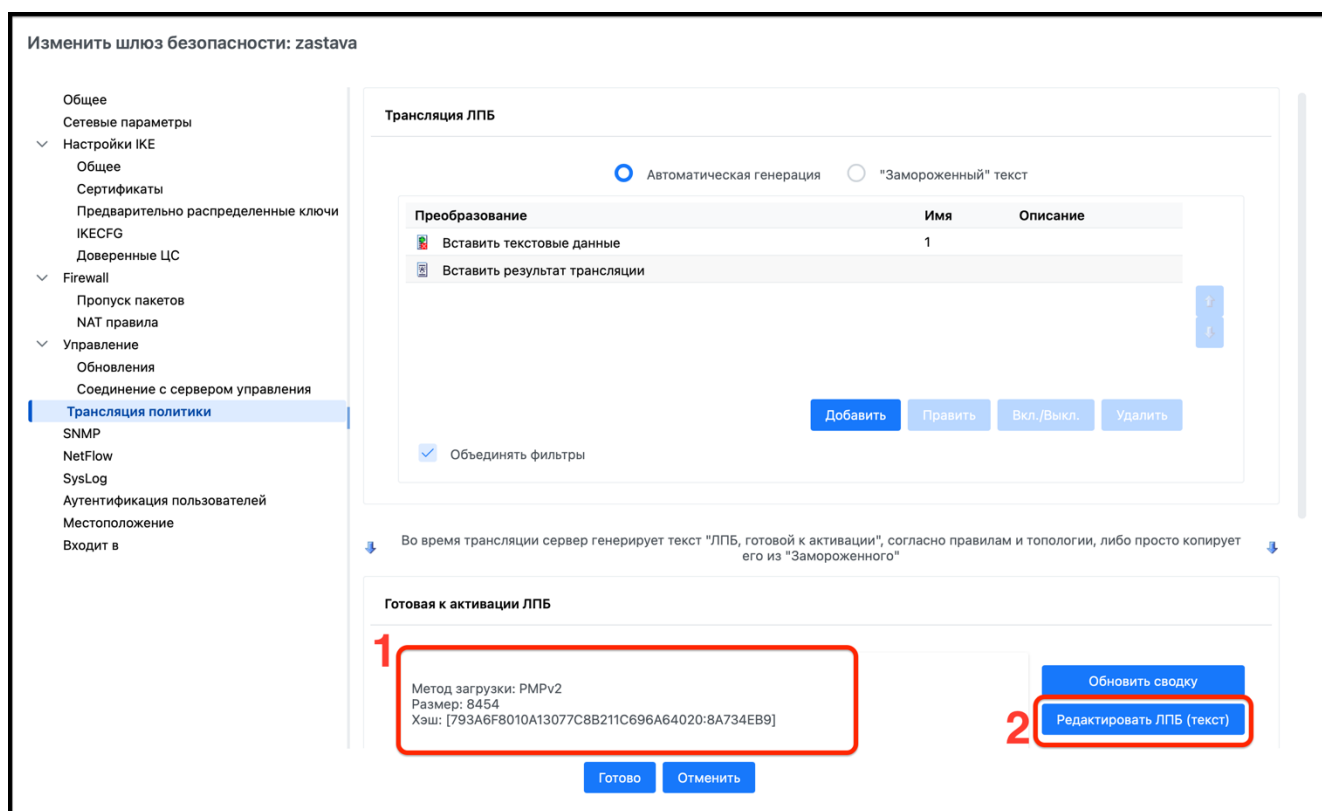 Изменить шлюз безопасности: zastava
Общее
Сетевые параметры
Настройки IKE
Общее
Сертификаты
Предварительно распределенные ключи
IKECFG
Доверенные ЦС
Firewall
Пропуск пакетов
NAT правила
Управление
Обновления
Соединение с сервером управления
Трансляция политики
SNMP
NetFlow
SysLog
Аутентификация пользователей
Местоположение
Входит в
Трансляция ЛПБ
Автоматическая генерация "Замороженный" текст
Преобразование Имя Описание
Вставить текстовые данные 1
Вставить результат трансляции
Добавить Править Вкл./Выкл. Удалить
Объединять фильтры
Во время трансляции сервер генерирует текст "ЛПБ, готовой к активации", согласно правилам и топологии, либо просто копирует
его из "Замороженного"
Готовая к активации ЛПБ
1
Метод загрузки: PMPv2
Размер: 8454
Хэш: [793A6F8010A13077C8B211C696A64020:8A734EB9]
Обновить сводку
2
Редактировать ЛПБ (текст)
Готово Отменить